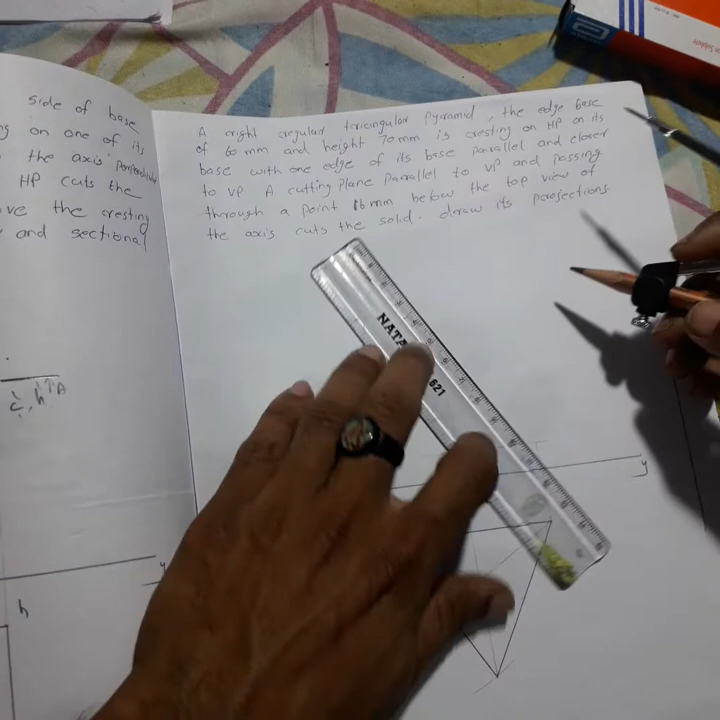 side of base
on one of its
the axis perpendicular
HP cuts the
the cresting
and sectional
A right regular triangular pyramid, the edge base
of 60 mm and height 70 mm is cresting on HP on its
base with one edge of its base parallel and closer
to VP A cutting plane parallel to VP and passing
through a point 16 mm below the top view of
the axis cuts the solid. draw its projections
NATA
621
y
h